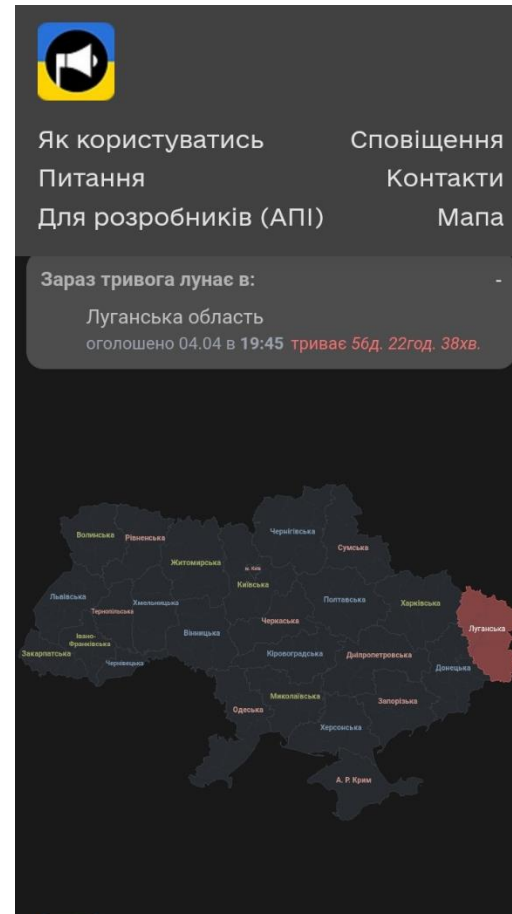 Як користуватись
Сповіщення
Питання
Контакти
Для розробників (АПІ)
Мапа
Зараз тривога лунає в:
-
Луганська область
оголошено 04.04 в 19:45 триває 56д. 22год. 38хв.
Чернігівська
Волинська
Рівненська
Сумська
Житомирська
м. Київ
Київська
Львівська
Хмельницька
Полтавська
Харківська
Тернопільська
Черкаська
Луганська
Вінницька
Івано-
Франківська
Закарпатська
Кіровоградська
Дніпропетровська
Чернівецька
Донецька
Миколаївська
Запорізька
Одеська
Херсонська
А. Р. Крим